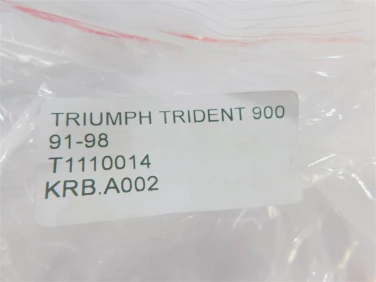 TRIUMPH TRIDENT 900
91-98
T1110014
KRB.A002